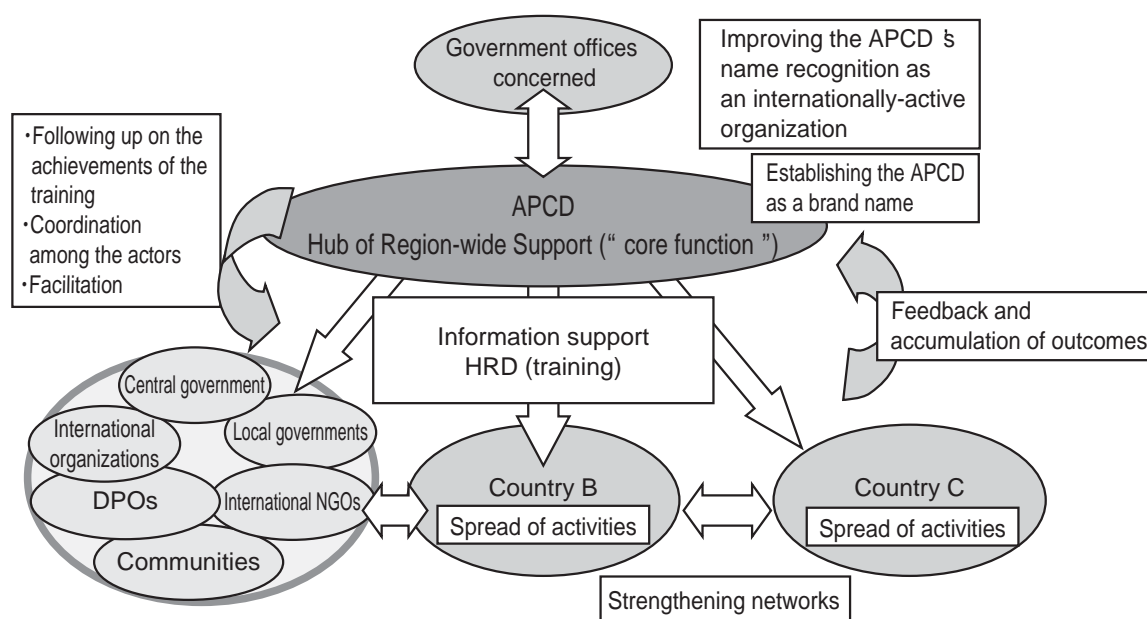 Government offices
concerned
Improving the APCD's
name recognition as
an internationally-active
organization
・Following up on the
achievements of the
training
・Coordination
among the actors
・Facilitation
Establishing the APCD
as a brand name
APCD
Hub of Region-wide Support (“ core function ”)
Feedback and
accumulation of outcomes
Information support
HRD (training)
Central government
International
organizations
Local governments
DPOs
International NGOs
Communities
Country B
Spread of activities
Country C
Spread of activities
Strengthening networks